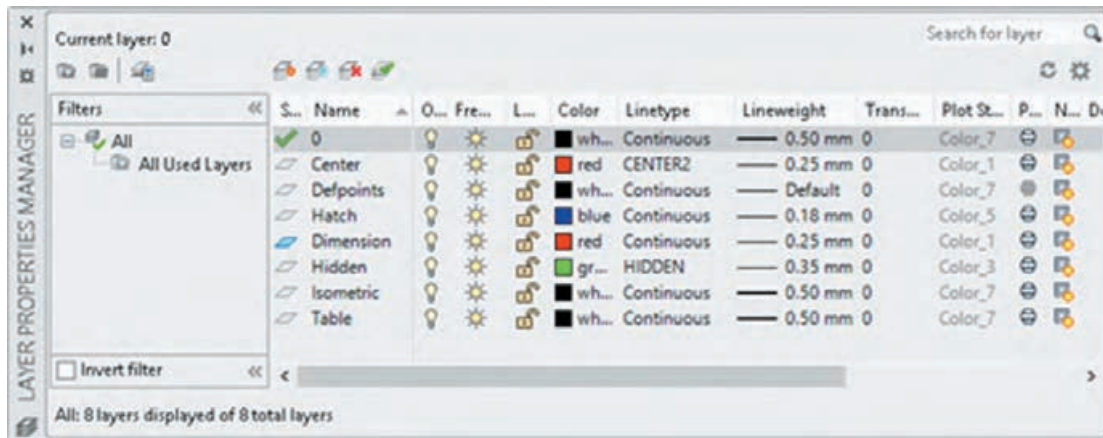 Current layer: 0
Search for layer
LAYER PROPERTIES MANAGER
Filters
All
All Used Layers
Invert filter
S... Name O... Fre... L... Color Linetype Lineweight Trans... Plot St... P... N... De
0 wh... Continuous 0.50 mm 0 Color_7
Center red CENTER2 0.25 mm 0 Color_1
Defpoints wh... Continuous Default 0 Color_7
Hatch blue Continuous 0.18 mm 0 Color_5
Dimension red Continuous 0.25 mm 0 Color_1
Hidden gr... HIDDEN 0.35 mm 0 Color_3
Isometric wh... Continuous 0.50 mm 0 Color_7
Table wh... Continuous 0.50 mm 0 Color_7
All: 8 layers displayed of 8 total layers